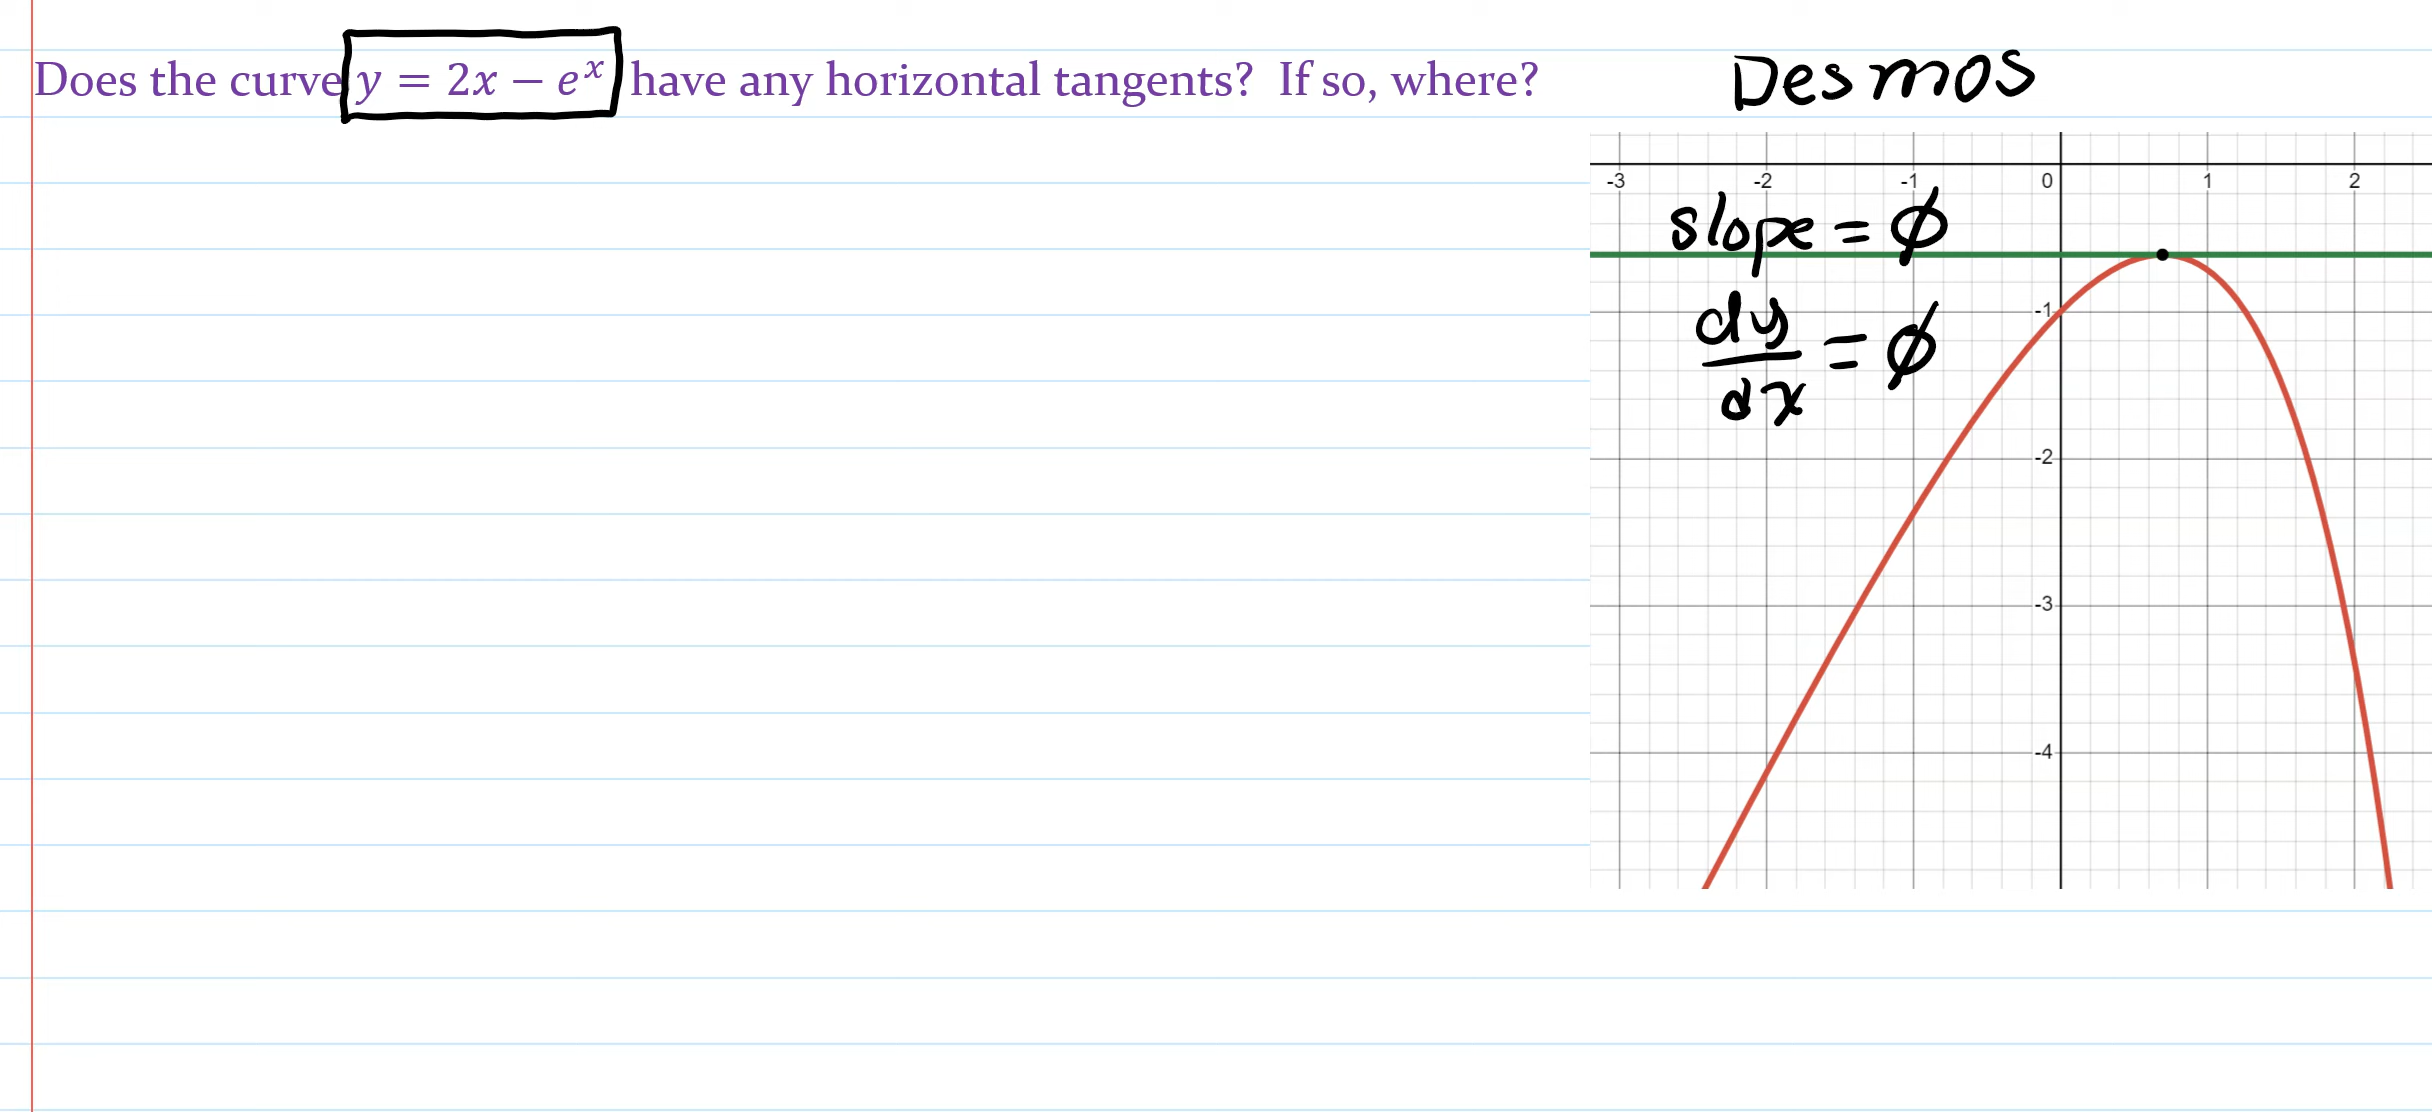 Does the curve y = 2x − eˣ have any horizontal tangents? If so, where?
Desmos
-3 -2 -1 0 1 2
slope = ϕ
dy/dx = ϕ
-1
-2
-3
-4